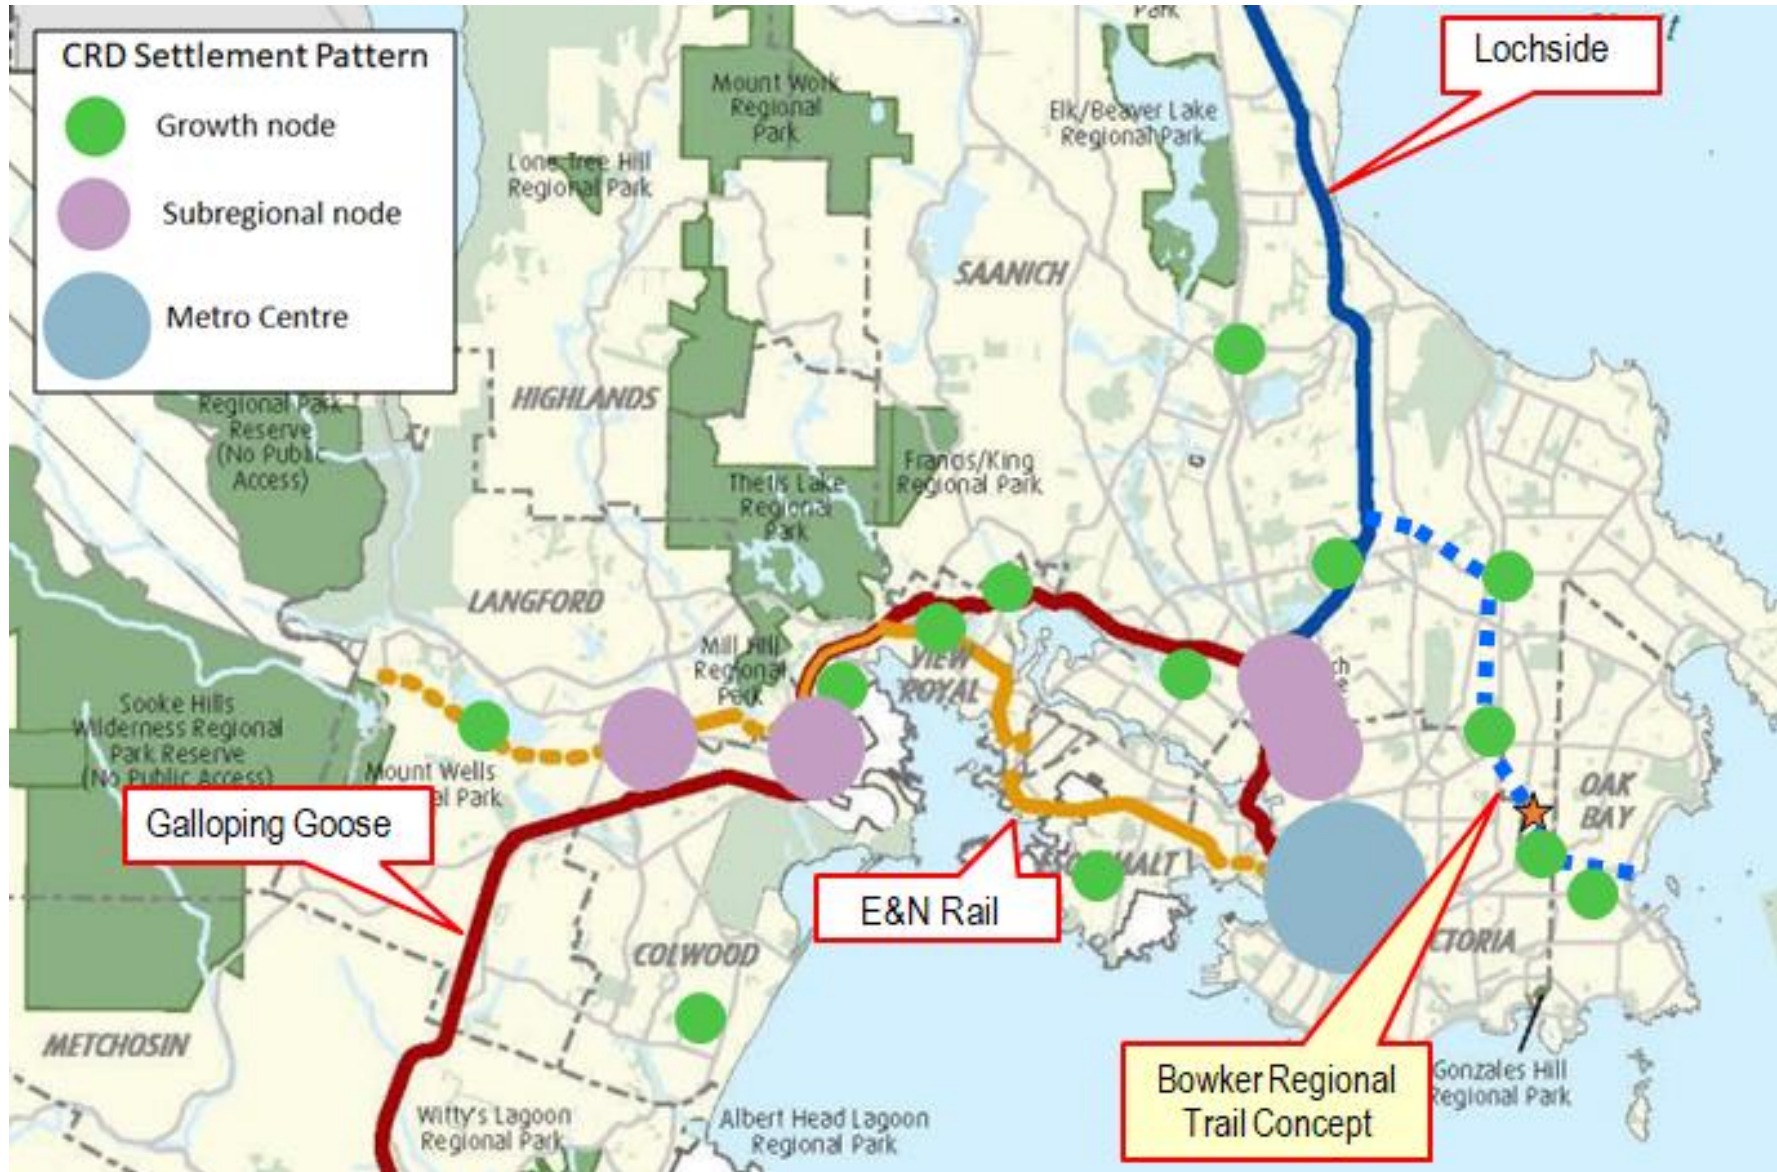 CRD Settlement Pattern
Growth node
Subregional node
Metro Centre
Park
Lochside
Mount Work
Regional
Park
Elk/Beaver Lake
Regional Park
Lone Tree Hill
Regional Park
SAANICH
HIGHLANDS
Regional Park
Reserve
(No Public
Access)
Francis/King
Regional Park
Thetis Lake
Regional
Park
LANGFORD
Mill Hill
Regional
Park
VIEW
ROYAL
Sooke Hills
Wilderness Regional
Park Reserve
(No Public Access)
Mount Wells
al Park
OAK
BAY
Galloping Goose
E&N Rail
COLWOOD
CTORIA
METCHOSIN
Bowker Regional
Trail Concept
Gonzales Hill
Regional Park
Witty's Lagoon
Regional Park
Albert Head Lagoon
Regional Park